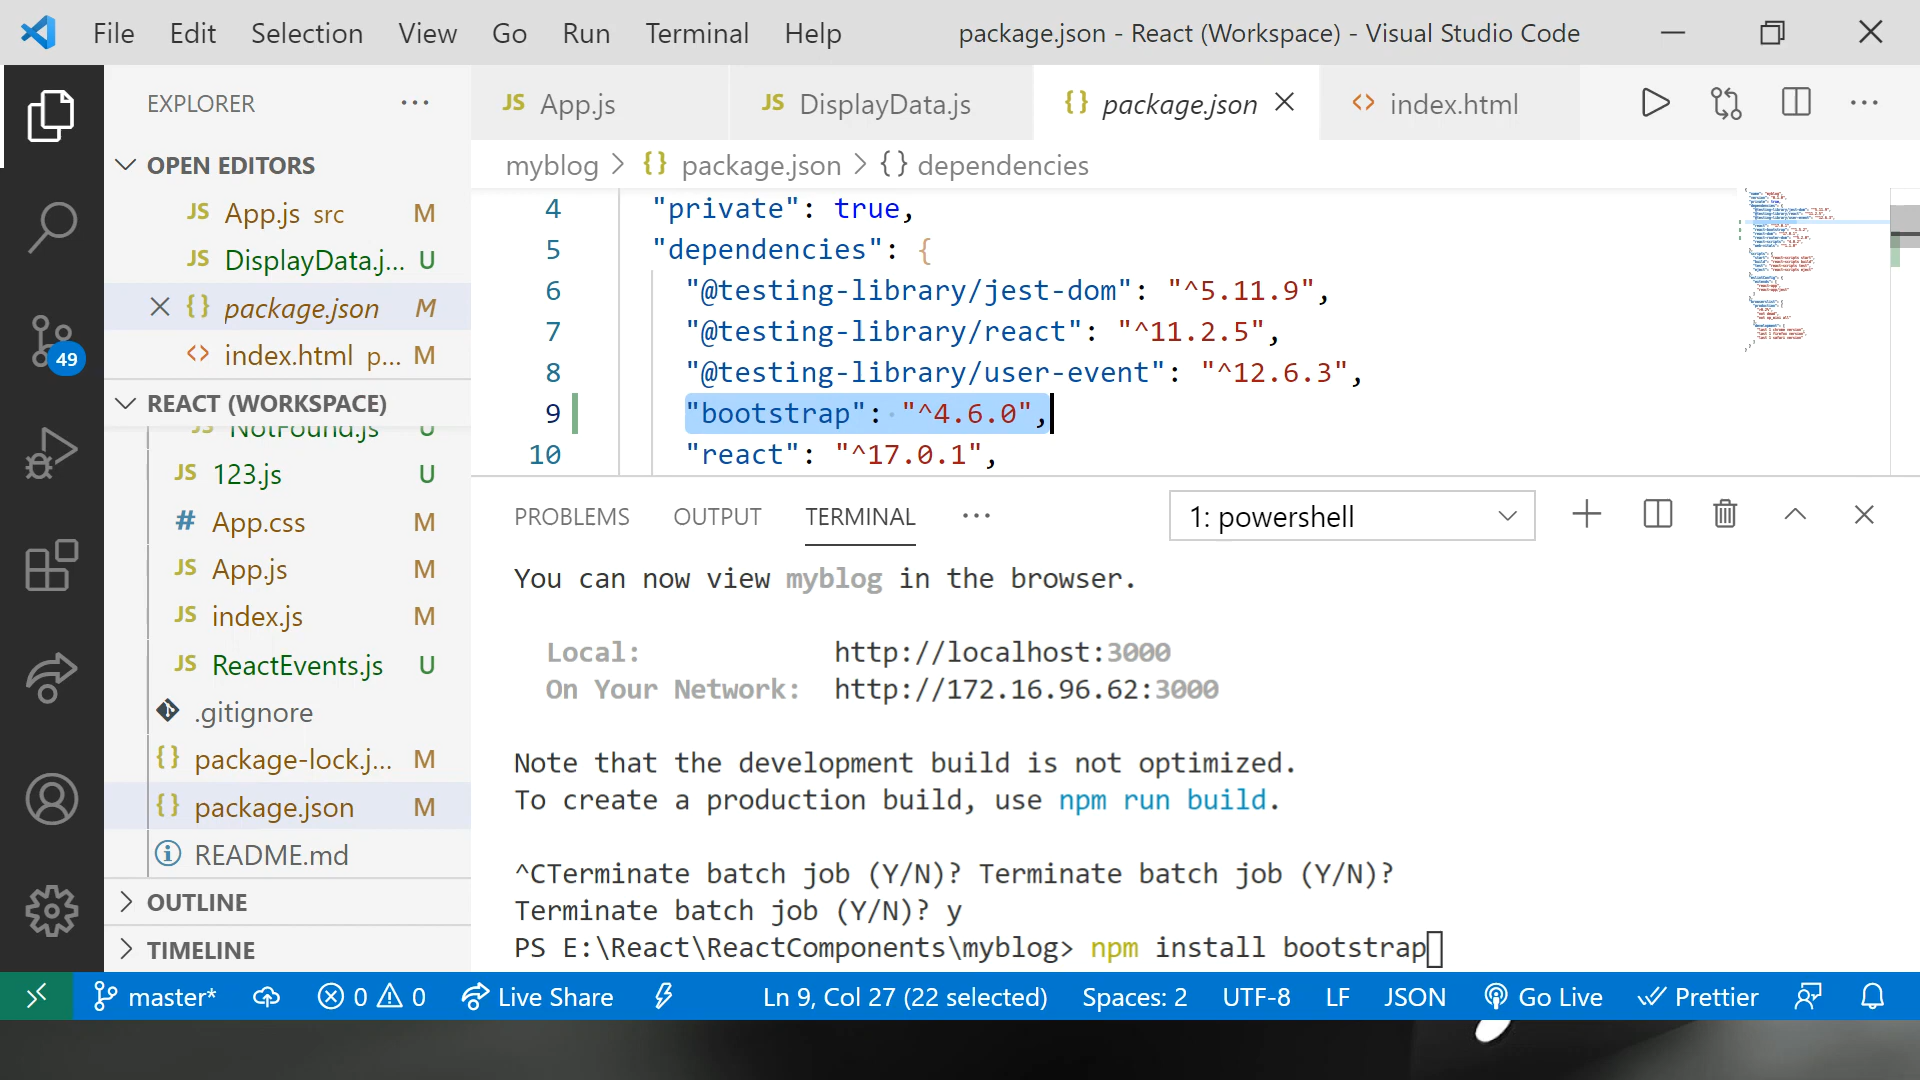 File Edit Selection View Go Run Terminal Help package.json - React (Workspace) - Visual Studio Code
EXPLORER
JS App.js
JS DisplayData.js
{} package.json
<> index.html
OPEN EDITORS
JS App.js src M
JS DisplayData.j... U
{} package.json M
<> index.html p... M
49
REACT (WORKSPACE)
JS NotFound.js U
JS 123.js U
# App.css M
JS App.js M
JS index.js M
JS ReactEvents.js U
.gitignore
{} package-lock.j... M
{} package.json M
README.md
OUTLINE
TIMELINE
myblog > {} package.json > {} dependencies
4 "private": true,
5 "dependencies": {
6 "@testing-library/jest-dom": "^5.11.9",
7 "@testing-library/react": "^11.2.5",
8 "@testing-library/user-event": "^12.6.3",
9 "bootstrap": "^4.6.0",
10 "react": "^17.0.1",
PROBLEMS OUTPUT TERMINAL ... 1: powershell
You can now view myblog in the browser.
Local: http://localhost:3000
On Your Network: http://172.16.96.62:3000
Note that the development build is not optimized.
To create a production build, use npm run build.
^CTerminate batch job (Y/N)? Terminate batch job (Y/N)?
Terminate batch job (Y/N)? y
PS E:\React\ReactComponents\myblog> npm install bootstrap
master* 0 0 Live Share Ln 9, Col 27 (22 selected) Spaces: 2 UTF-8 LF JSON Go Live Prettier